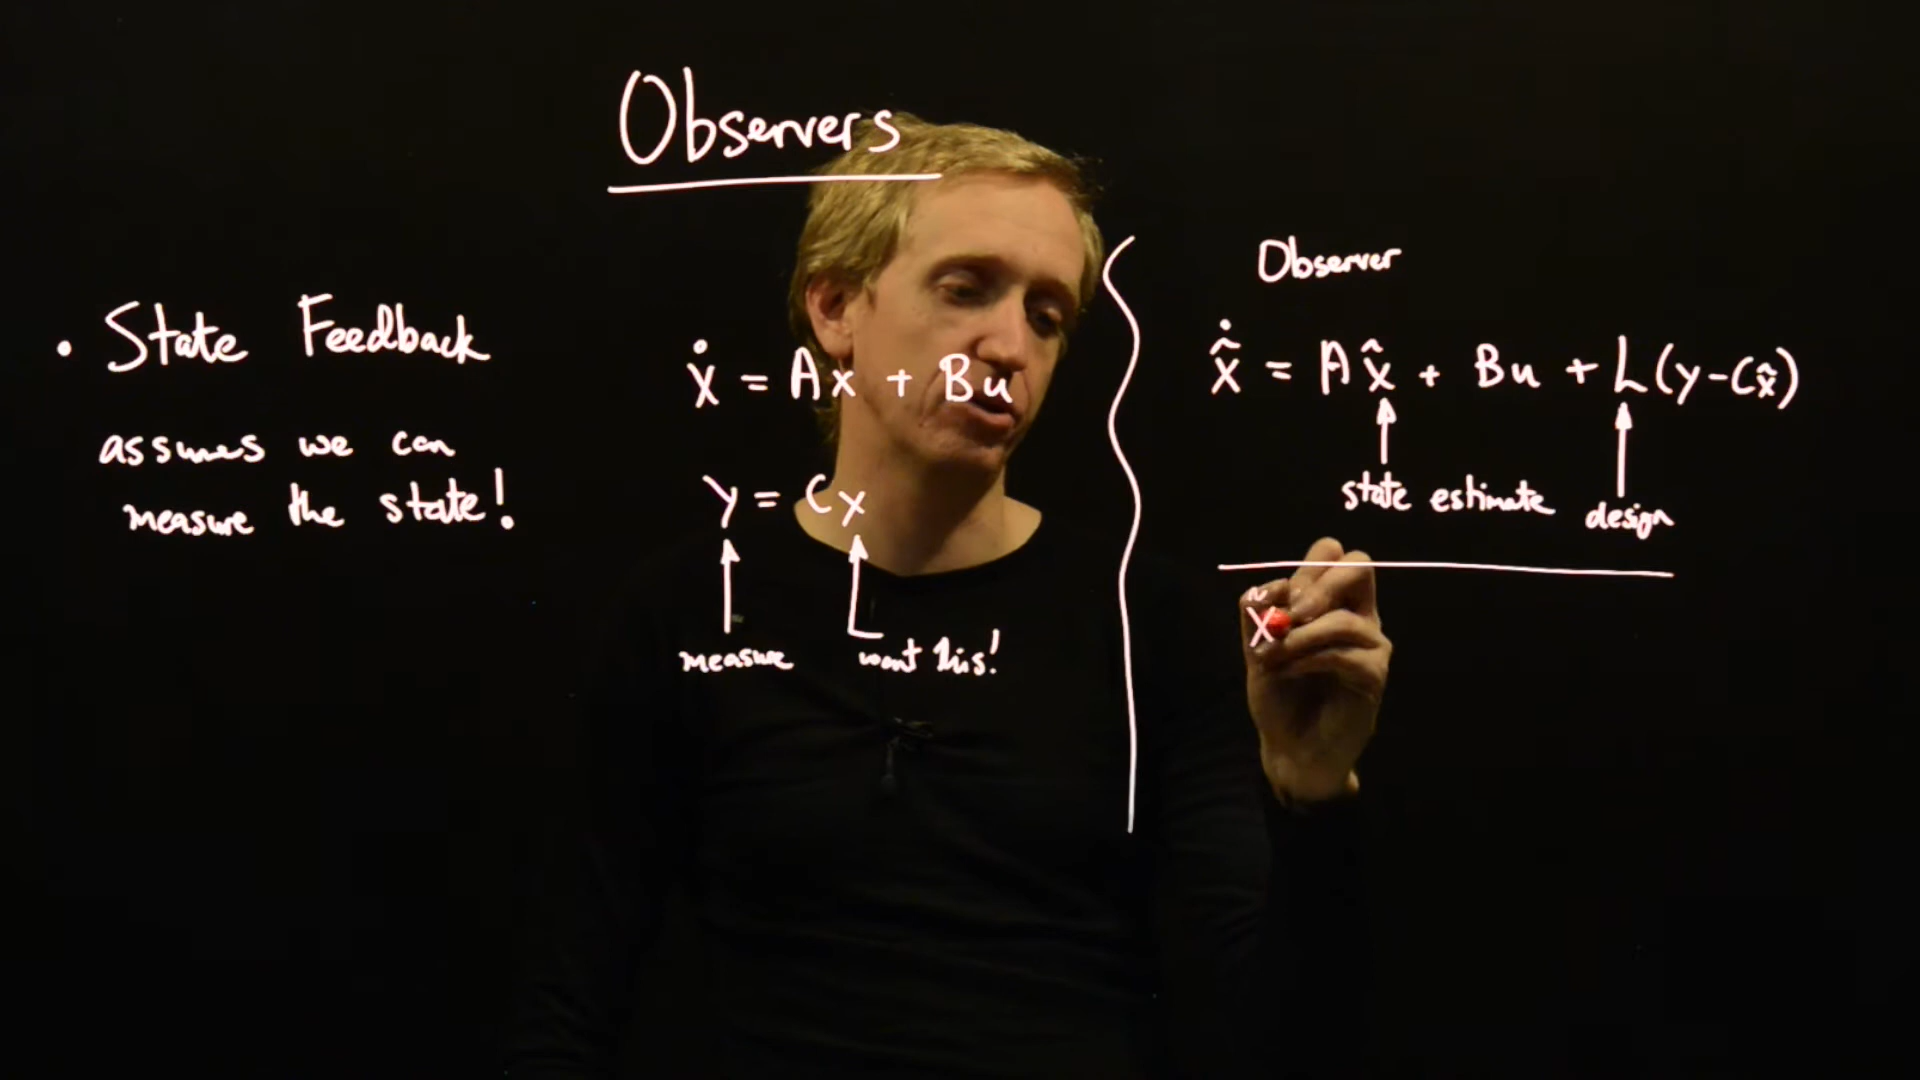 Observers
• State Feedback
assumes we can
measure the state!
ẋ = Ax + Bu
y = Cx
measure
want this!
Observer
x̂̇ = Ax̂ + Bu + L(y-Cx̂)
state estimate
design
x̃